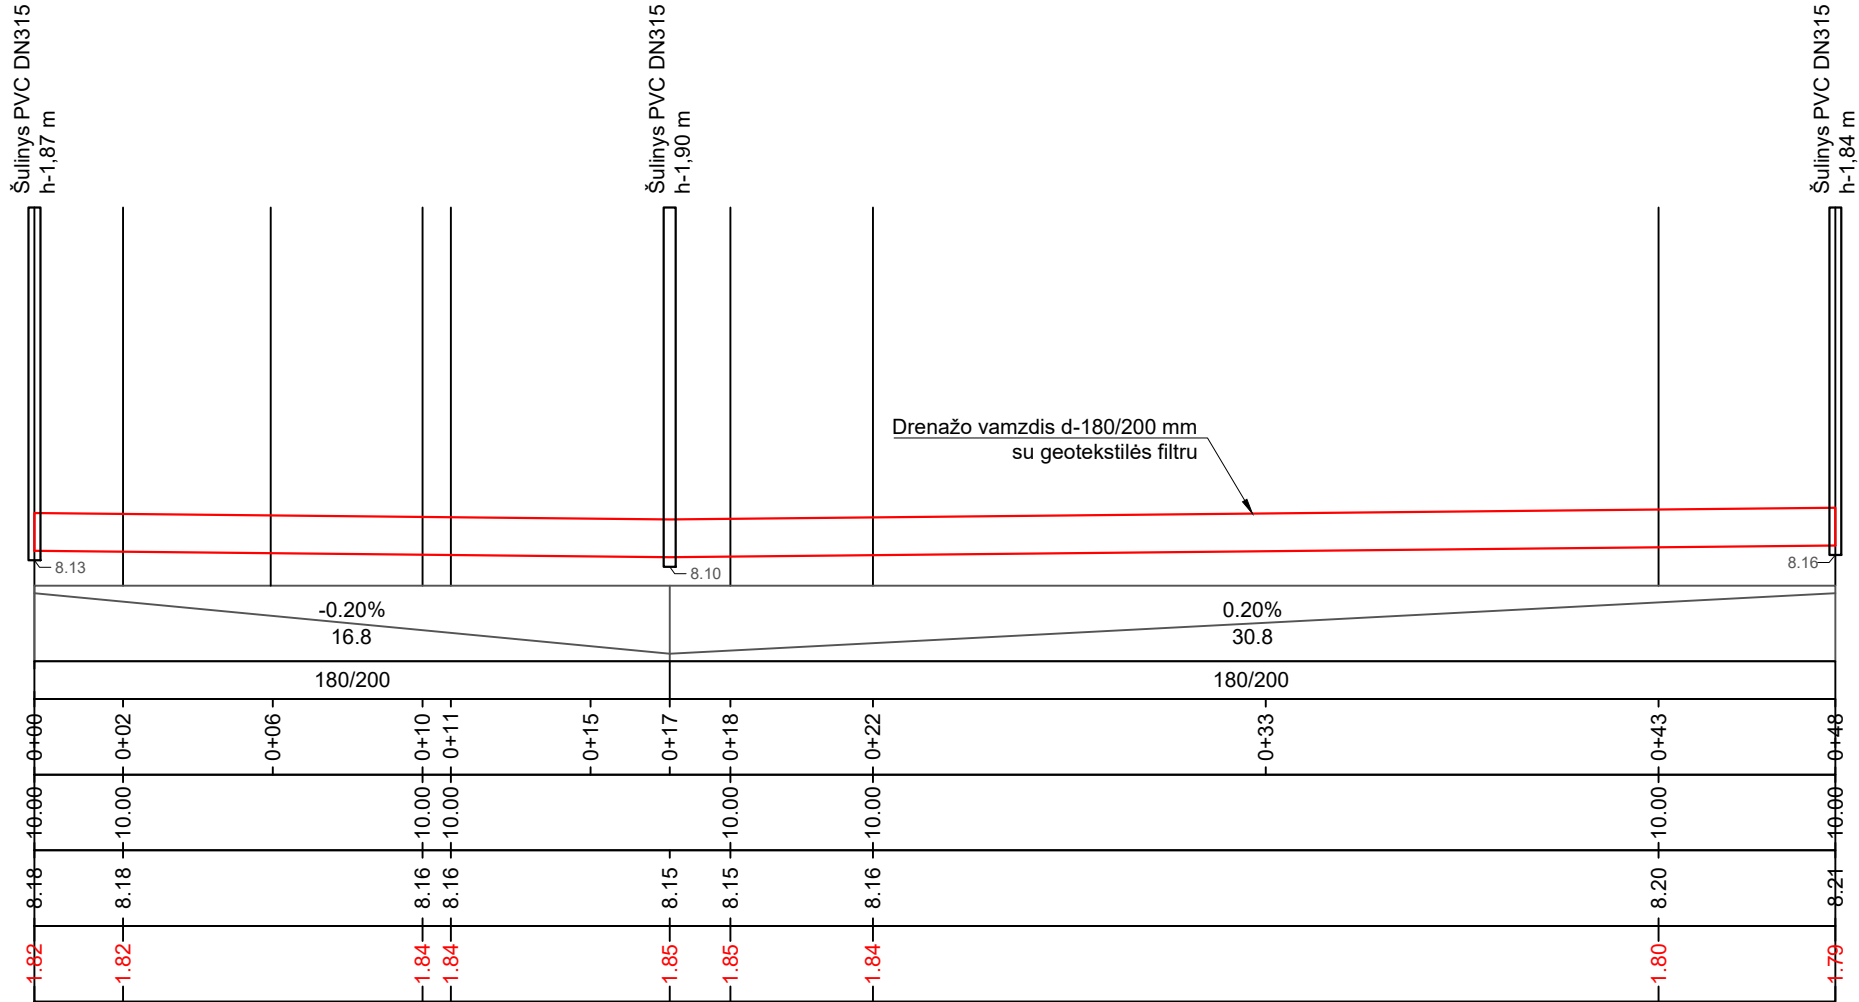 Šulinys PVC DN315
h-1,87 m
Šulinys PVC DN315
h-1,90 m
Šulinys PVC DN315
h-1,84 m
Drenažo vamzdis d-180/200 mm
su geotekstilės filtru
8.13
8.10
8.16
-0.20%
16.8
0.20%
30.8
180/200
180/200
0+00 0+02 0+06 0+10 0+11 0+15 0+17 0+18 0+22 0+33 0+43 0+48
10.00 10.00 10.00 10.00 10.00 10.00 10.00 10.00
8.18 8.18 8.16 8.16 8.15 8.15 8.16 8.20 8.21
1.82 1.82 1.84 1.84 1.85 1.85 1.84 1.80 1.79